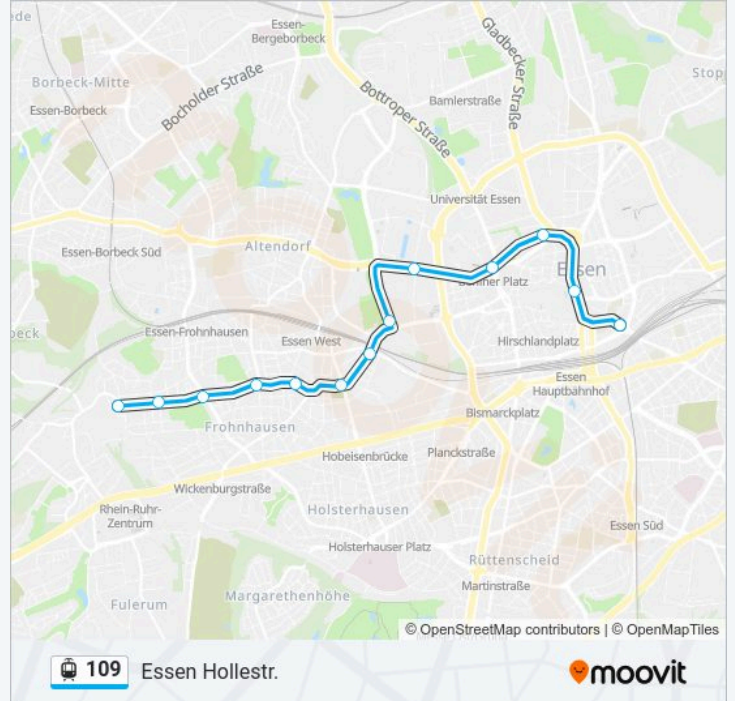 ede
Essen-
Bergeborbeck
Gladbecker Straße
Stop
Borbeck-Mitte
Bocholder Straße
Bottroper Straße
Bamlerstraße
Essen-Borbeck
Universität Essen
Altendorf
Essen-Borbeck Süd
Essen
Berliner Platz
beck
Essen-Frohnhausen
Essen West
Hirschlandplatz
Essen
Hauptbahnhof
Bismarckplatz
Frohnhausen
Hobeisenbrücke
Planckstraße
Wickenburgstraße
Rhein-Ruhr-
Zentrum
Holsterhausen
Essen Süd
Holsterhauser Platz
Rüttenscheid
Martinstraße
Margarethenhöhe
Fulerum
© OpenStreetMap contributors | © OpenMapTiles
109 Essen Hollestr.
moovit